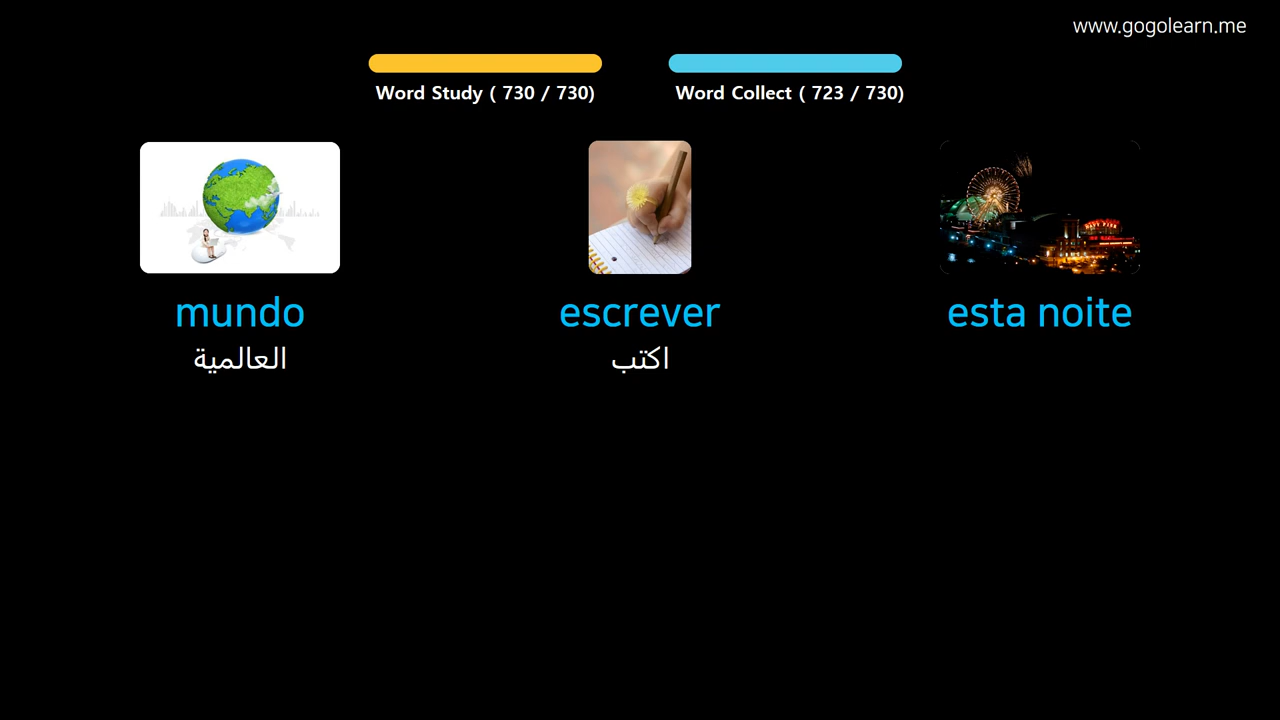 www.gogolearn.me
Word Study ( 730 / 730)
Word Collect ( 723 / 730)
mundo
العالمية
escrever
اكتب
esta noite